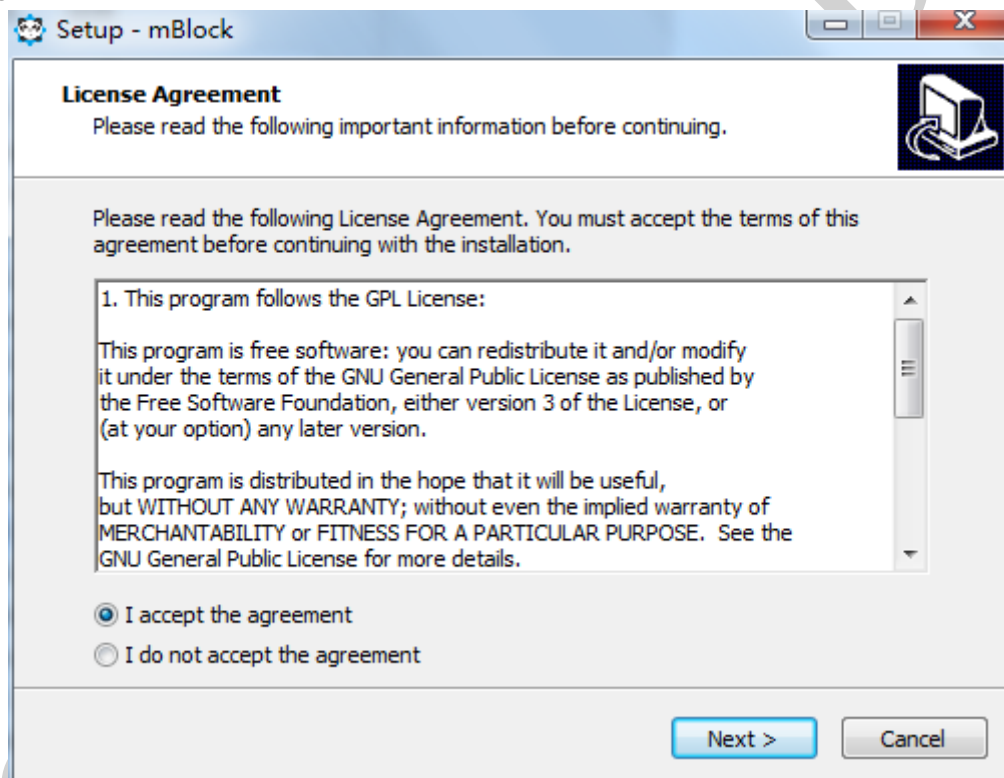 Setup - mBlock
License Agreement
Please read the following important information before continuing.
Please read the following License Agreement. You must accept the terms of this
agreement before continuing with the installation.
1. This program follows the GPL License:
This program is free software: you can redistribute it and/or modify
it under the terms of the GNU General Public License as published by
the Free Software Foundation, either version 3 of the License, or
(at your option) any later version.
This program is distributed in the hope that it will be useful,
but WITHOUT ANY WARRANTY; without even the implied warranty of
MERCHANTABILITY or FITNESS FOR A PARTICULAR PURPOSE.  See the
GNU General Public License for more details.
I accept the agreement
I do not accept the agreement
Next >
Cancel